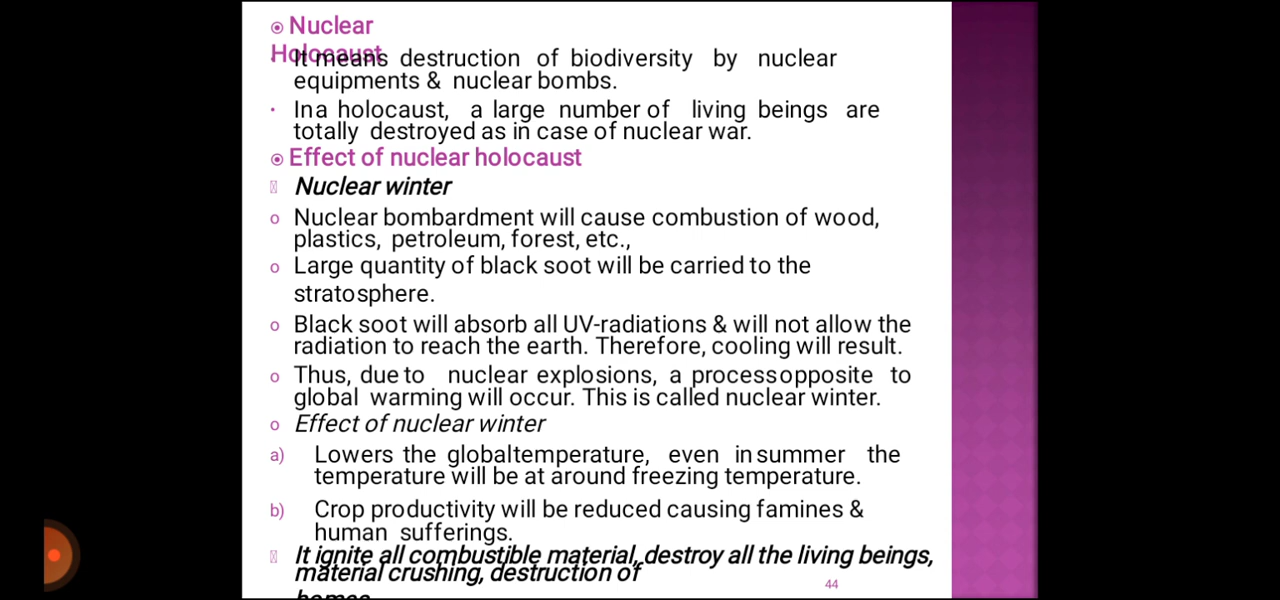 Nuclear
Holocaust
It means destruction of biodiversity by nuclear
equipments & nuclear bombs.
In a holocaust, a large number of living beings are
totally destroyed as in case of nuclear war.
Effect of nuclear holocaust
Nuclear winter
o Nuclear bombardment will cause combustion of wood,
plastics, petroleum, forest, etc.,
o Large quantity of black soot will be carried to the
stratosphere.
o Black soot will absorb all UV-radiations & will not allow the
radiation to reach the earth. Therefore, cooling will result.
o Thus, due to nuclear explosions, a process opposite to
global warming will occur. This is called nuclear winter.
o Effect of nuclear winter
a) Lowers the global temperature, even in summer the
temperature will be at around freezing temperature.
b) Crop productivity will be reduced causing famines &
human sufferings.
It ignite all combustible material, destroy all the living beings,
material crushing, destruction of
44